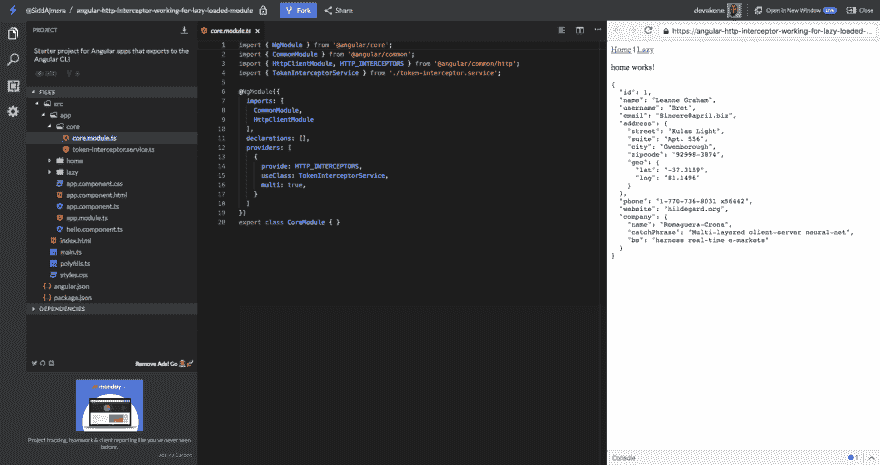 @SiddAjmera / angular-http-interceptor-working-for-lazy-loaded-module
Fork
Share
Open in New Window LIVE
Close
PROJECT
Starter project for Angular apps that exports to the
Angular CLI
FILES
src
app
core
core.module.ts
token-interceptor.service.ts
home
lazy
app.component.css
app.component.html
app.component.ts
app.module.ts
hello.component.ts
index.html
main.ts
polyfills.ts
styles.css
angular.json
package.json
DEPENDENCIES
Remove Ads! Go
monday
Project tracking, teamwork & client reporting like you've never seen
before.
core.module.ts
1 import { NgModule } from '@angular/core';
2 import { CommonModule } from '@angular/common';
3 import { HttpClientModule, HTTP_INTERCEPTORS } from '@angular/common/http';
4 import { TokenInterceptorService } from './token-interceptor.service';
5
6 @NgModule({
7 imports: [
8 CommonModule,
9 HttpClientModule
10 ],
11 declarations: [],
12 providers: [
13 {
14 provide: HTTP_INTERCEPTORS,
15 useClass: TokenInterceptorService,
16 multi: true,
17 }
18 ]
19 })
20 export class CoreModule { }
https://angular-http-interceptor-working-for-lazy-loaded-...
Home | Lazy
home works!
{
"id": 1,
"name": "Leanne Graham",
"username": "Bret",
"email": "Sincere@april.biz",
"address": {
"street": "Kulas Light",
"suite": "Apt. 556",
"city": "Gwenborough",
"zipcode": "92998-3874",
"geo": {
"lat": "-37.3159",
"lng": "81.1496"
}
},
"phone": "1-770-736-8031 x56442",
"website": "hildegard.org",
"company": {
"name": "Romaguera-Crona",
"catchPhrase": "Multi-layered client-server neural-net",
"bs": "harness real-time e-markets"
}
}
Console
1